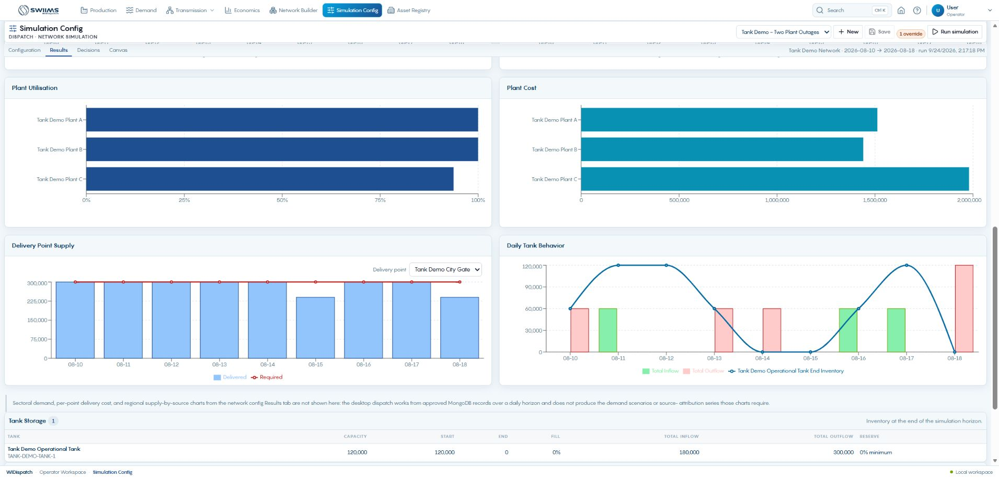 SWIIMS
WIDispatch
Production
Demand
Transmission
Economics
Network Builder
Simulation Config
Asset Registry
Search
Ctrl K
U
User
Operator
Simulation Config
DISPATCH · NETWORK SIMULATION
Tank Demo – Two Plant Outages
New
Save
1 override
Run simulation
Configuration
Results
Decisions
Canvas
Tank Demo Network · 2026-08-10 → 2026-08-18 · run 9/24/2026, 2:17:18 PM
Plant Utilisation
Tank Demo Plant A
Tank Demo Plant B
Tank Demo Plant C
0%
25%
50%
75%
100%
Plant Cost
Tank Demo Plant A
Tank Demo Plant B
Tank Demo Plant C
0
500,000
1,000,000
1,500,000
2,000,000
Delivery Point Supply
Delivery point
Tank Demo City Gate
300,000
225,000
150,000
75,000
0
08-10
08-11
08-12
08-13
08-14
08-15
08-16
08-17
08-18
Delivered
Required
Daily Tank Behavior
120,000
90,000
60,000
30,000
0
08-10
08-11
08-12
08-13
08-14
08-15
08-16
08-17
08-18
Total Inflow
Total Outflow
Tank Demo Operational Tank End Inventory
Sectoral demand, per-point delivery cost, and regional supply-by-source charts from the network config Results tab are not shown here: the desktop dispatch works from approved MongoDB records over a daily horizon and does not produce the demand scenarios or source- attribution series those charts require.
Tank Storage 1
Inventory at the end of the simulation horizon.
TANK CAPACITY START END FILL TOTAL INFLOW TOTAL OUTFLOW RESERVE
Tank Demo Operational Tank 120,000 120,000 0 0% 180,000 300,000 0% minimum
TANK-DEMO-TANK-1
WIDispatch · Operator Workspace · Simulation Config
Local workspace